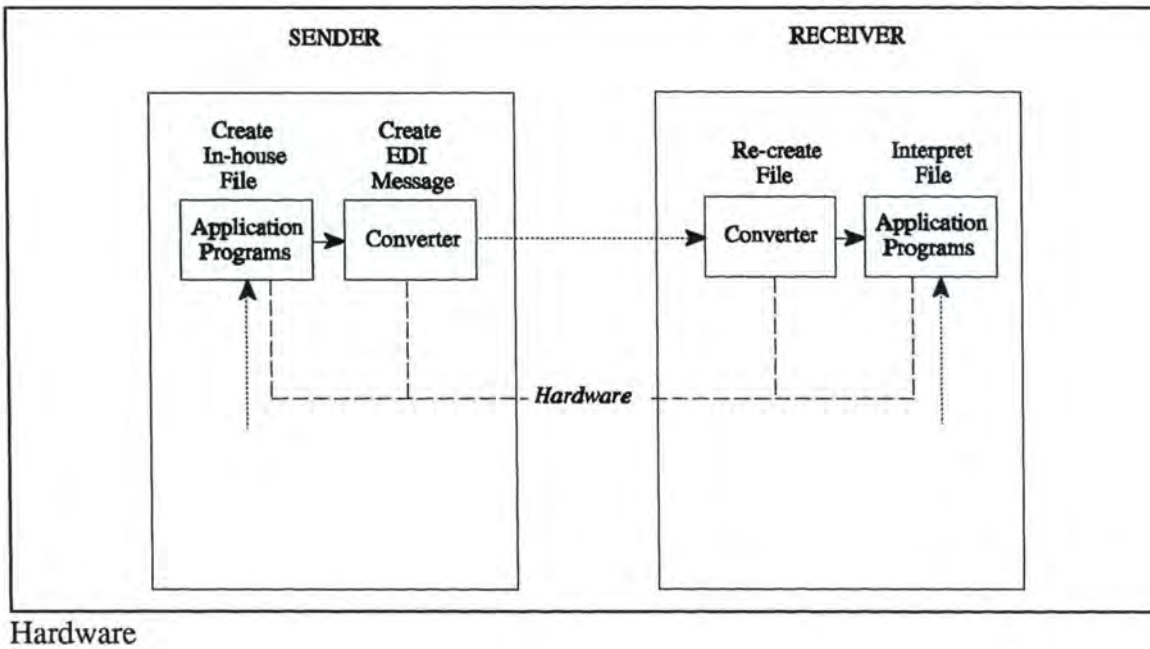 SENDER
RECEIVER
Create
In-house
File
Create
EDI
Message
Re-create
File
Interpret
File
Application
Programs
Converter
Converter
Application
Programs
Hardware
Hardware